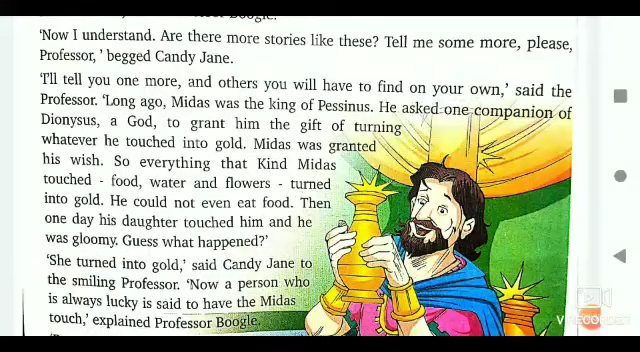 'Now I understand. Are there more stories like these? Tell me some more, please,
Professor, ' begged Candy Jane.
'I'll tell you one more, and others you will have to find on your own,' said the
Professor. 'Long ago, Midas was the king of Pessinus. He asked one companion of
Dionysus, a God, to grant him the gift of turning
whatever he touched into gold. Midas was granted
his wish. So everything that Kind Midas
touched - food, water and flowers - turned
into gold. He could not even eat food. Then
one day his daughter touched him and he
was gloomy. Guess what happened?'
'She turned into gold,' said Candy Jane to
the smiling Professor. 'Now a person who
is always lucky is said to have the Midas
touch,' explained Professor Boogle.